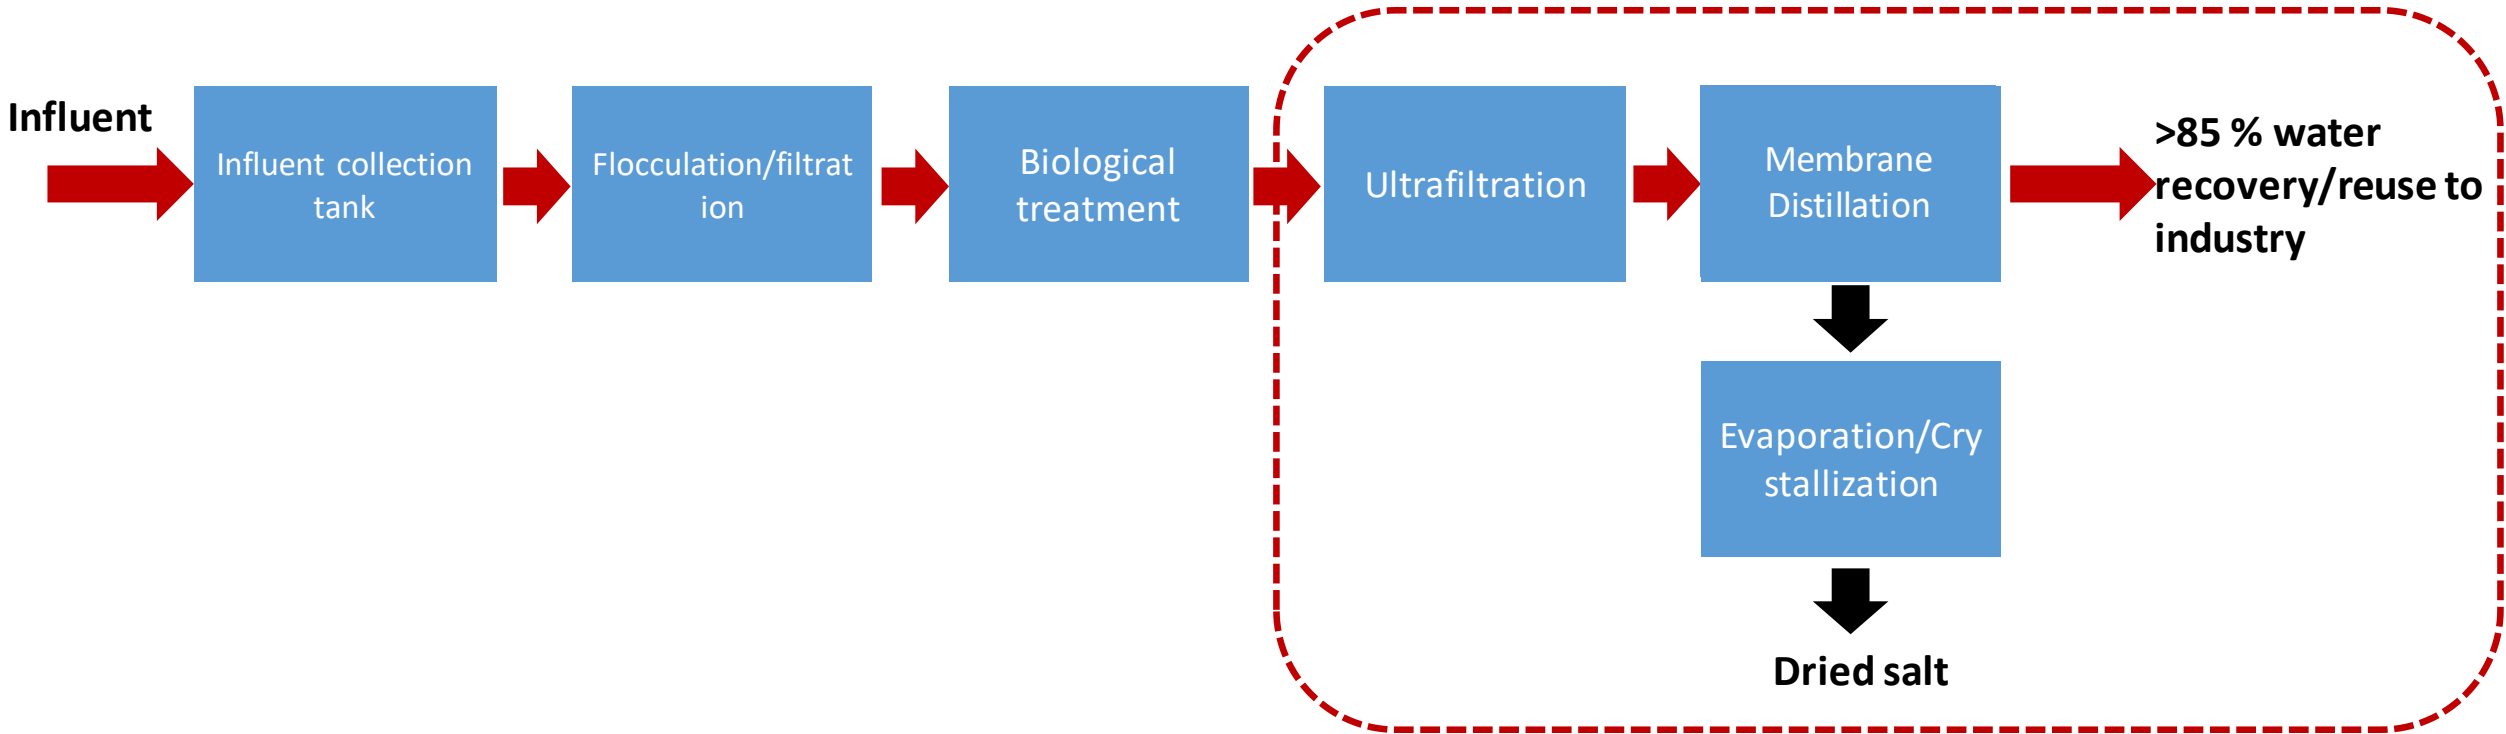 Influent
Influent collection
tank
Flocculation/filtrat
ion
Biological
treatment
Ultrafiltration
Membrane
Distillation
>85 % water
recovery/reuse to
industry
Evaporation/Cry
stallization
Dried salt